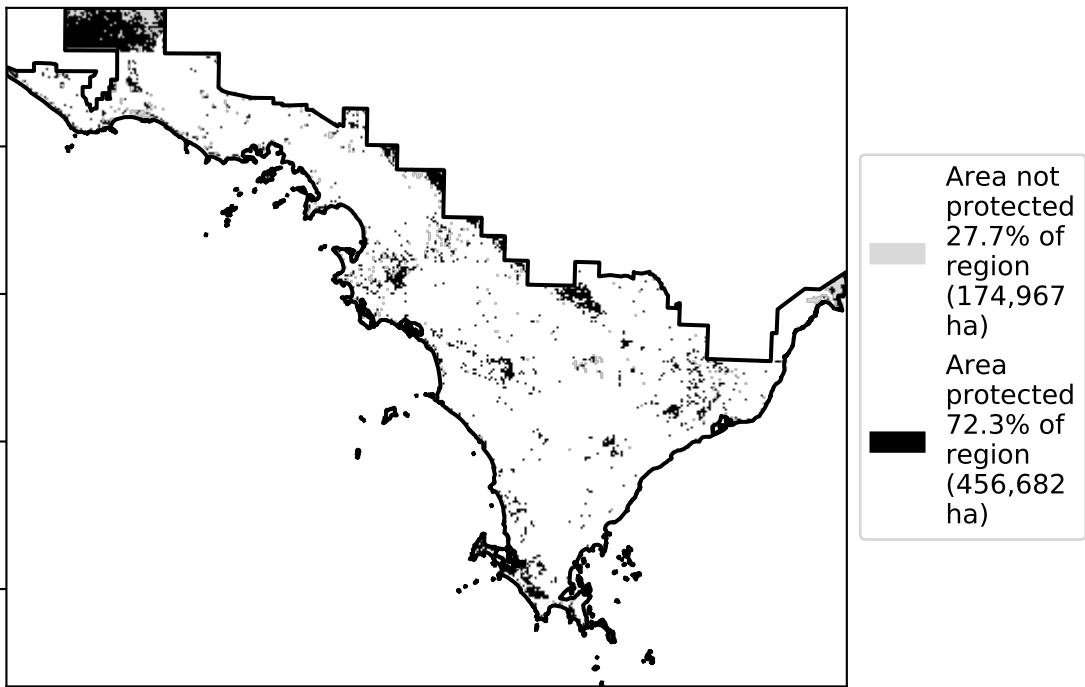 Area not
protected
27.7% of
region
(174,967
ha)
Area
protected
72.3% of
region
(456,682
ha)